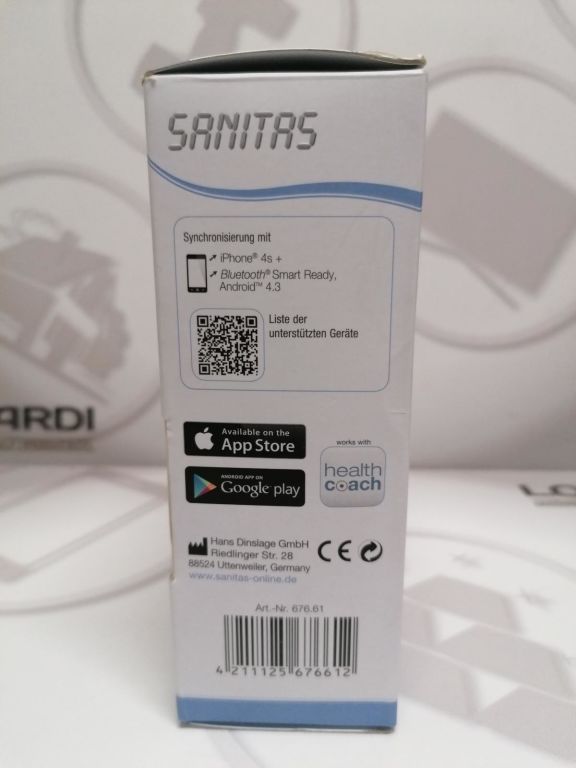 SANITAS
Synchronisierung mit
iPhone® 4s +
Bluetooth® Smart Ready,
Android™ 4.3
Liste der
unterstützten Geräte
ARDI
Available on the
App Store
works with
health
coach
ANDROID APP ON
Google play
LO
Hans Dinslage GmbH
Riedlinger Str. 28
88524 Uttenweiler, Germany
www.sanitas-online.de
CE
Art.-Nr. 676.61
4 211125 676612